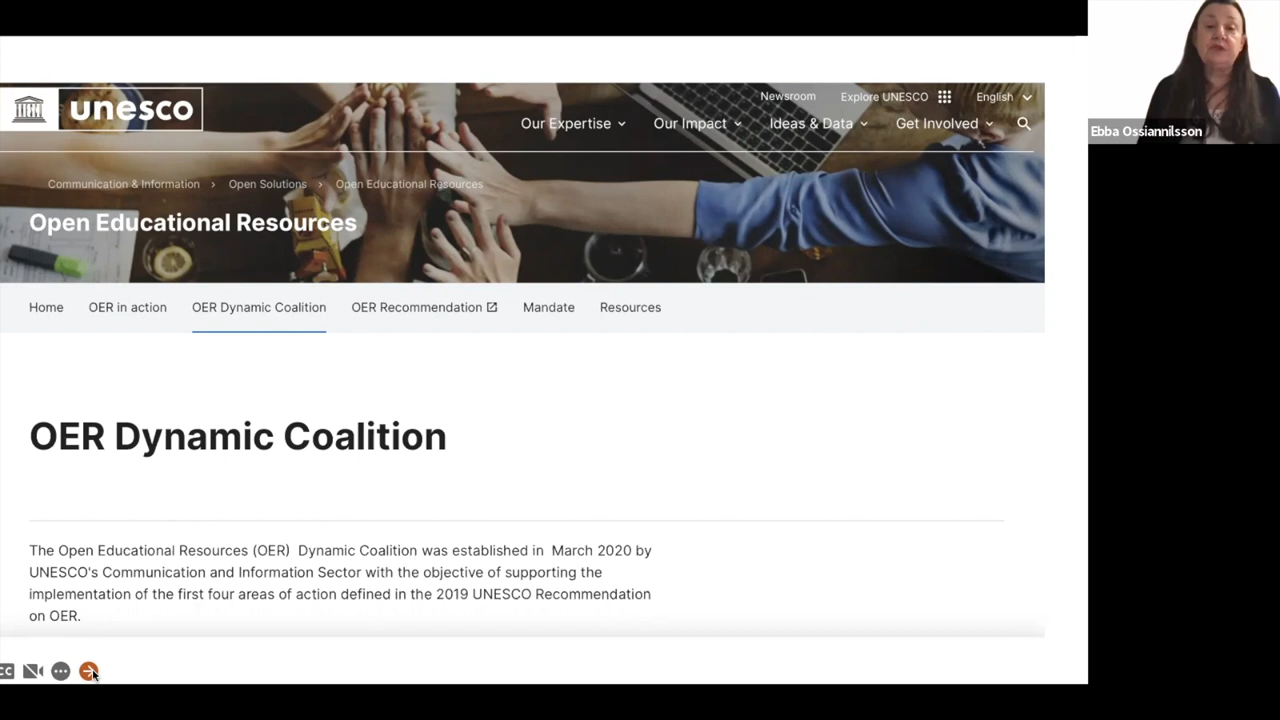 unesco
Newsroom Explore UNESCO English
Our Expertise Our Impact Ideas & Data Get Involved
Communication & Information › Open Solutions › Open Educational Resources
Open Educational Resources
Home OER in action OER Dynamic Coalition OER Recommendation Mandate Resources
OER Dynamic Coalition
The Open Educational Resources (OER) Dynamic Coalition was established in March 2020 by
UNESCO's Communication and Information Sector with the objective of supporting the
implementation of the first four areas of action defined in the 2019 UNESCO Recommendation
on OER.
CC
Ebba Ossiannilsson